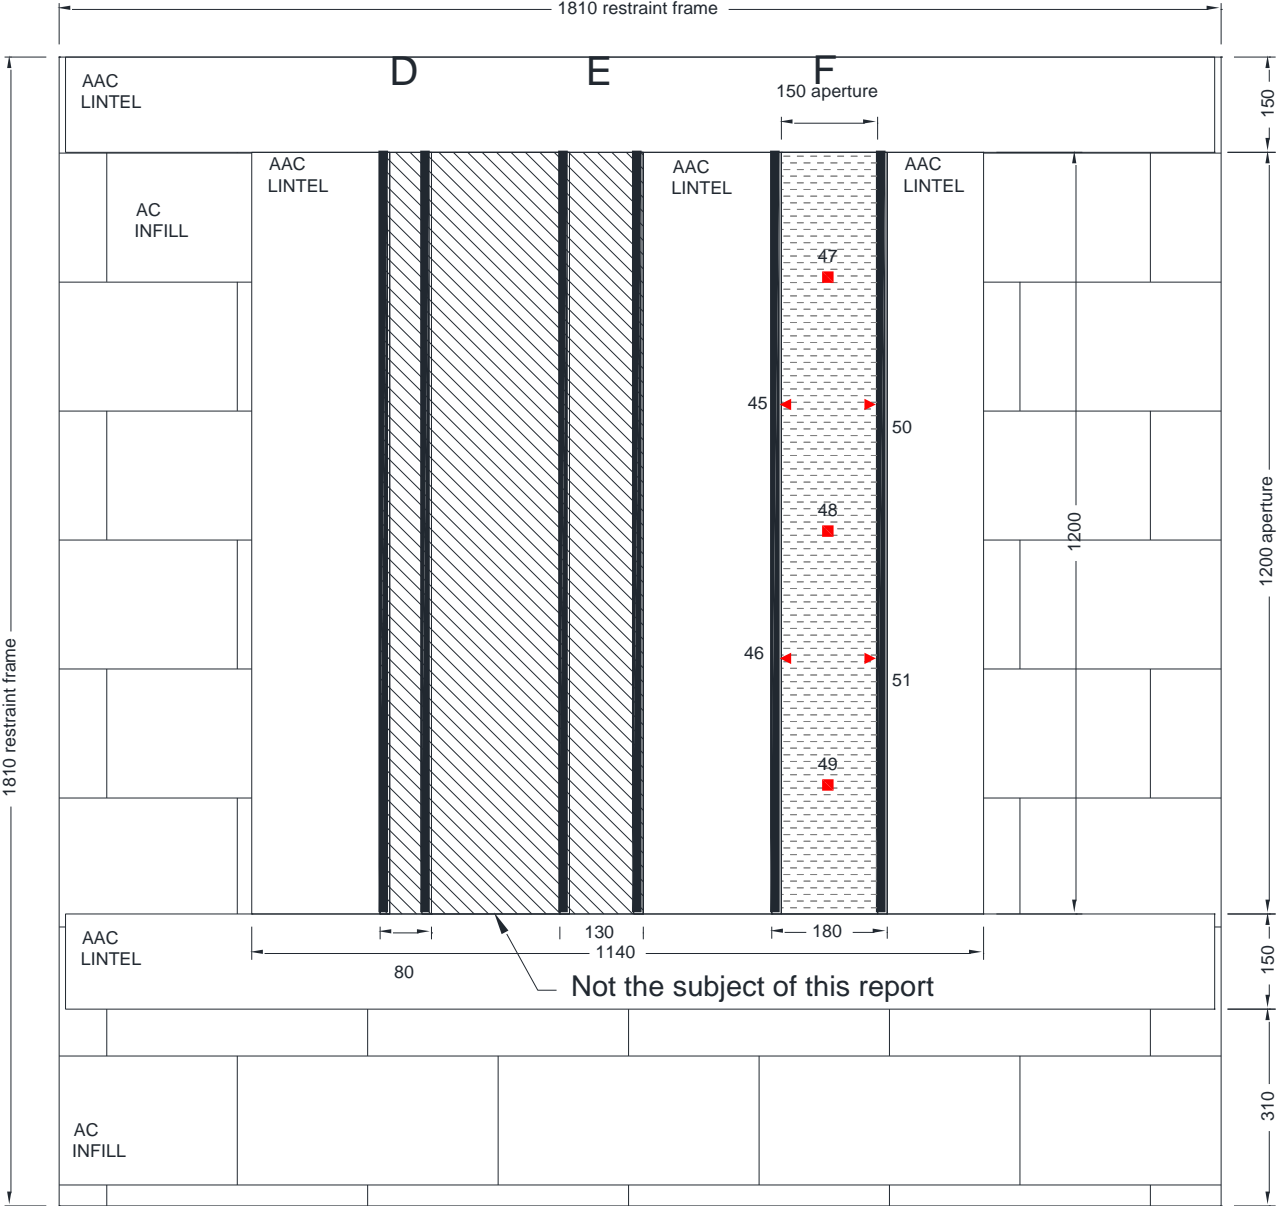 1810 restraint frame
D
E
F
150 aperture
AAC
LINTEL
150
AAC
LINTEL
AAC
LINTEL
AAC
LINTEL
AC
INFILL
47
45
50
48
1200
1200 aperture
1810 restraint frame
46
51
49
AAC
LINTEL
130
180
1140
80
150
Not the subject of this report
310
AC
INFILL